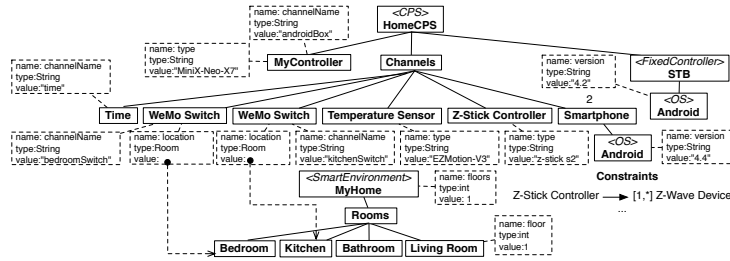 <CPS>
HomeCPS
name: channelName
type:String
value:"androidBox"
name: type
type:String
value:"MiniX-Neo-X7"
MyController
Channels
<FixedController>
STB
name: version
type:String
value:"4.2"
<OS>
Android
name: channelName
type:String
value:"time"
Time
WeMo Switch
WeMo Switch
Temperature Sensor
Z-Stick Controller
2
Smartphone
name: channelName
type:String
value:"bedroomSwitch"
name: location
type:Room
value:
name: location
type:Room
value:
name: channelName
type:String
value:"kitchenSwitch"
name: type
type:String
value:"EZMotion-V3"
name: type
type:String
value:"z-stick s2"
<OS>
Android
name: version
type:String
value:"4.4"
Constraints
Z-Stick Controller [1,*] Z-Wave Device
...
<SmartEnvironment>
MyHome
name: floors
type:int
value: 1
Rooms
Bedroom
Kitchen
Bathroom
Living Room
name: floor
type:int
value:1